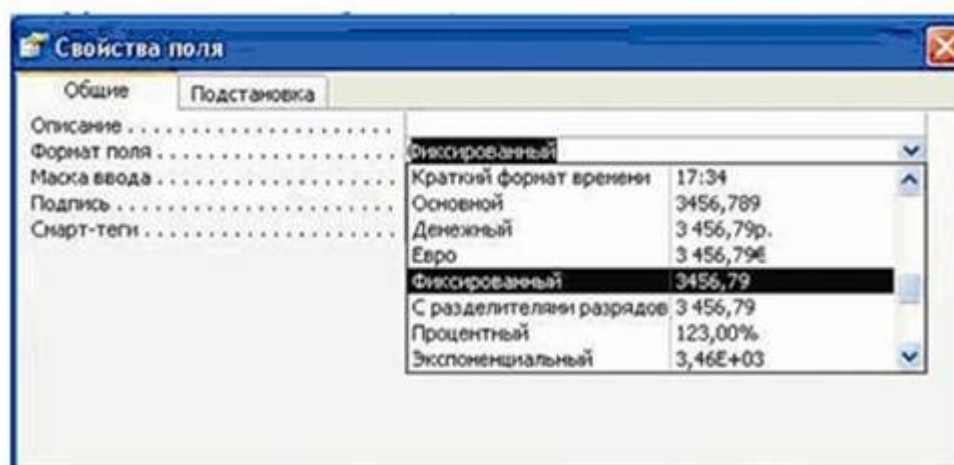 Свойства поля
Общие Подстановка
Описание
Формат поля Фиксированный
Маска ввода Краткий формат времени 17:34
Подпись Основной 3456,789
Смарт-теги Денежный 3 456,79р.
Евро 3 456,79€
Фиксированный 3456,79
С разделителями разрядов 3 456,79
Процентный 123,00%
Экспоненциальный 3,46E+03